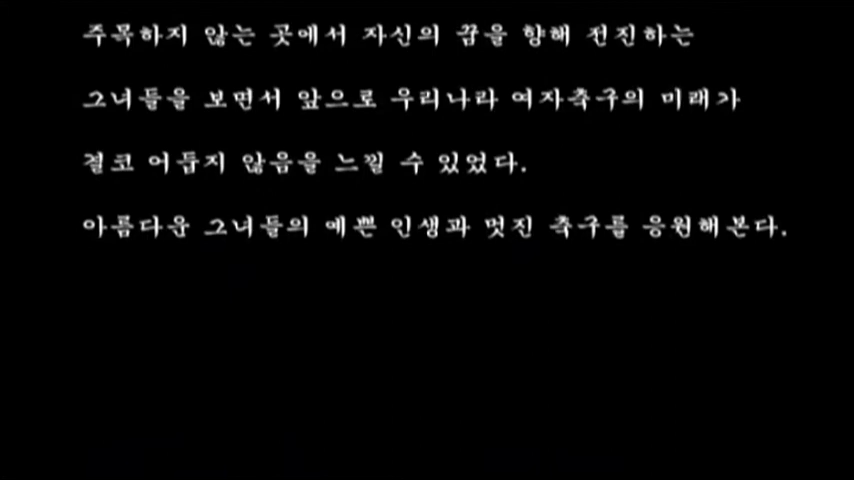 주목하지 않는 곳에서 자신의 꿈을 향해 전진하는
그녀들을 보면서 앞으로 우리나라 여자축구의 미래가
결코 어둡지 않음을 느낄 수 있었다.
아름다운 그녀들의 예쁜 인생과 멋진 축구를 응원해본다.